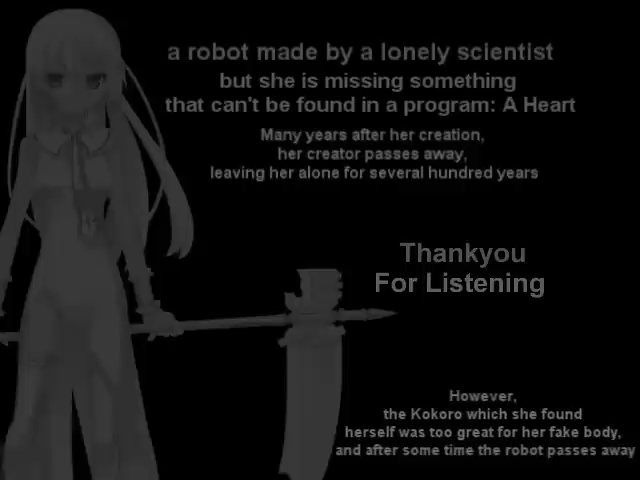 a robot made by a lonely scientist
but she is missing something
that can't be found in a program: A Heart
Many years after her creation,
her creator passes away,
leaving her alone for several hundred years
Thankyou
For Listening
However,
the Kokoro which she found
herself was too great for her fake body,
and after some time the robot passes away